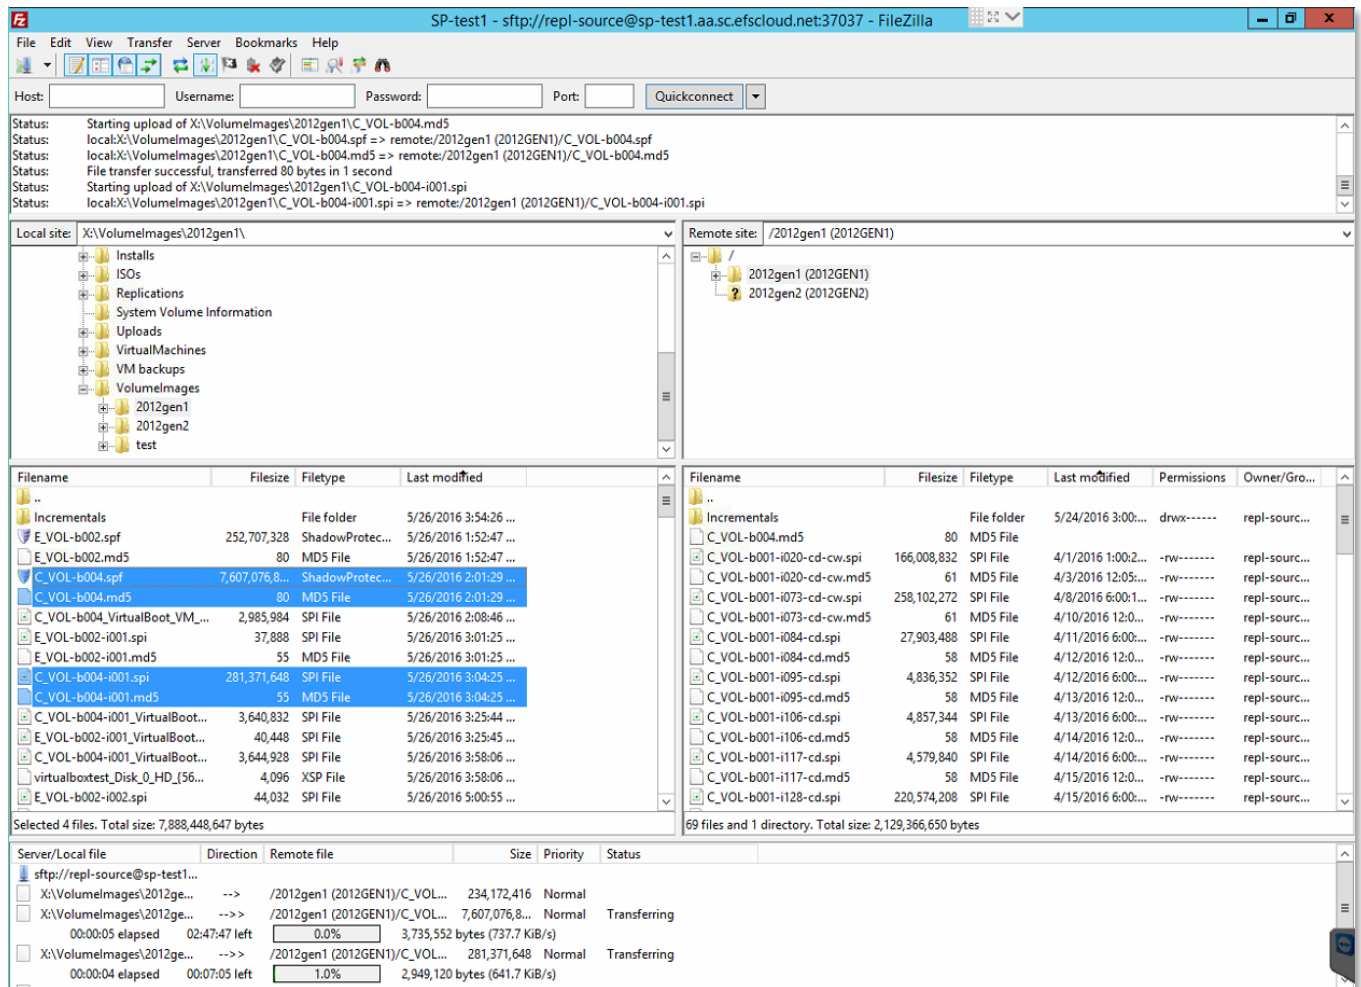 SP-test1 - sftp://repl-source@sp-test1.aa.sc.efscloud.net:37037 - FileZilla
File Edit View Transfer Server Bookmarks Help
Host: Username: Password: Port: Quickconnect
Status: Starting upload of X:\VolumeImages\2012gen1\C_VOL-b004.md5
Status: local:X:\VolumeImages\2012gen1\C_VOL-b004.spf => remote:/2012gen1 (2012GEN1)/C_VOL-b004.spf
Status: local:X:\VolumeImages\2012gen1\C_VOL-b004.md5 => remote:/2012gen1 (2012GEN1)/C_VOL-b004.md5
Status: File transfer successful, transferred 80 bytes in 1 second
Status: Starting upload of X:\VolumeImages\2012gen1\C_VOL-b004-i001.spi
Status: local:X:\VolumeImages\2012gen1\C_VOL-b004-i001.spi => remote:/2012gen1 (2012GEN1)/C_VOL-b004-i001.spi
Local site: X:\VolumeImages\2012gen1\
Installs
ISOs
Replications
System Volume Information
Uploads
VirtualMachines
VM backups
VolumeImages
2012gen1
2012gen2
test
Remote site: /2012gen1 (2012GEN1)
/
2012gen1 (2012GEN1)
? 2012gen2 (2012GEN2)
Filename Filesize Filetype Last modified
..
Incrementals File folder 5/26/2016 3:54:26 ...
E_VOL-b002.spf 252,707,328 ShadowProtec... 5/26/2016 1:52:47 ...
E_VOL-b002.md5 80 MD5 File 5/26/2016 1:52:47 ...
C_VOL-b004.spf 7,607,076,8... ShadowProtec... 5/26/2016 2:01:29 ...
C_VOL-b004.md5 80 MD5 File 5/26/2016 2:01:29 ...
C_VOL-b004_VirtualBoot_VM_... 2,985,984 SPI File 5/26/2016 2:08:46 ...
E_VOL-b002-i001.spi 37,888 SPI File 5/26/2016 3:01:25 ...
E_VOL-b002-i001.md5 55 MD5 File 5/26/2016 3:01:25 ...
C_VOL-b004-i001.spi 281,371,648 SPI File 5/26/2016 3:04:25 ...
C_VOL-b004-i001.md5 55 MD5 File 5/26/2016 3:04:25 ...
C_VOL-b004-i001_VirtualBoot... 3,640,832 SPI File 5/26/2016 3:25:44 ...
E_VOL-b002-i001_VirtualBoot... 40,448 SPI File 5/26/2016 3:25:45 ...
C_VOL-b004-i001_VirtualBoot... 3,644,928 SPI File 5/26/2016 3:58:06 ...
virtualboxtest_Disk_0_HD_{56... 4,096 XSP File 5/26/2016 3:58:06 ...
E_VOL-b002-i002.spi 44,032 SPI File 5/26/2016 5:00:55 ...
Selected 4 files. Total size: 7,888,448,647 bytes
Filename Filesize Filetype Last modified Permissions Owner/Gro...
..
Incrementals File folder 5/24/2016 3:00:... drwx------ repl-sourc...
C_VOL-b004.md5 80 MD5 File
C_VOL-b001-i020-cd-cw.spi 166,008,832 SPI File 4/1/2016 1:00:2... -rw------- repl-sourc...
C_VOL-b001-i020-cd-cw.md5 61 MD5 File 4/3/2016 12:05:... -rw------- repl-sourc...
C_VOL-b001-i073-cd-cw.spi 258,102,272 SPI File 4/8/2016 6:00:1... -rw------- repl-sourc...
C_VOL-b001-i073-cd-cw.md5 61 MD5 File 4/10/2016 12:0... -rw------- repl-sourc...
C_VOL-b001-i084-cd.spi 27,903,488 SPI File 4/11/2016 6:00:... -rw------- repl-sourc...
C_VOL-b001-i084-cd.md5 58 MD5 File 4/12/2016 12:0... -rw------- repl-sourc...
C_VOL-b001-i095-cd.spi 4,836,352 SPI File 4/12/2016 6:00:... -rw------- repl-sourc...
C_VOL-b001-i095-cd.md5 58 MD5 File 4/13/2016 12:0... -rw------- repl-sourc...
C_VOL-b001-i106-cd.spi 4,857,344 SPI File 4/13/2016 6:00:... -rw------- repl-sourc...
C_VOL-b001-i106-cd.md5 58 MD5 File 4/14/2016 12:0... -rw------- repl-sourc...
C_VOL-b001-i117-cd.spi 4,579,840 SPI File 4/14/2016 6:00:... -rw------- repl-sourc...
C_VOL-b001-i117-cd.md5 58 MD5 File 4/15/2016 12:0... -rw------- repl-sourc...
C_VOL-b001-i128-cd.spi 220,574,208 SPI File 4/15/2016 6:00:... -rw------- repl-sourc...
69 files and 1 directory. Total size: 2,129,366,650 bytes
Server/Local file Direction Remote file Size Priority Status
sftp://repl-source@sp-test1...
X:\VolumeImages\2012ge... --> /2012gen1 (2012GEN1)/C_VOL... 234,172,416 Normal
X:\VolumeImages\2012ge... -->> /2012gen1 (2012GEN1)/C_VOL... 7,607,076,8... Normal Transferring
00:00:05 elapsed 02:47:47 left 0.0% 3,735,552 bytes (737.7 KiB/s)
X:\VolumeImages\2012ge... -->> /2012gen1 (2012GEN1)/C_VOL... 281,371,648 Normal Transferring
00:00:04 elapsed 00:07:05 left 1.0% 2,949,120 bytes (641.7 KiB/s)